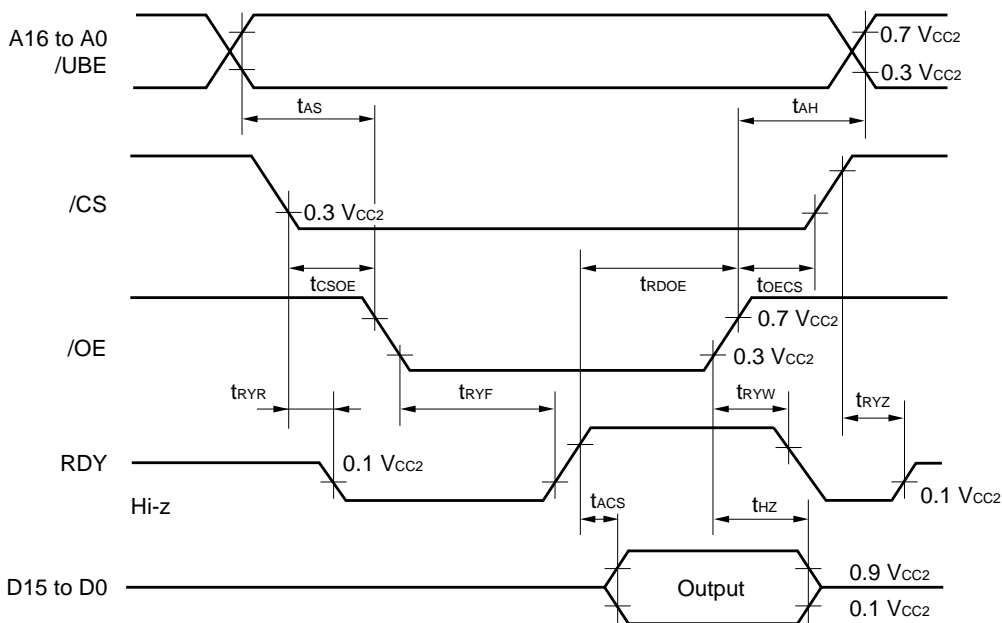 A16 to A0
/UBE
0.7 VCC2
0.3 VCC2
tAS
tAH
/CS
0.3 VCC2
tCSOE
tRDOE
tOECS
/OE
0.7 VCC2
0.3 VCC2
tRYR
tRYF
tRYW
tRYZ
RDY
0.1 VCC2
0.1 VCC2
Hi-z
tACS
tHZ
D15 to D0
Output
0.9 VCC2
0.1 VCC2